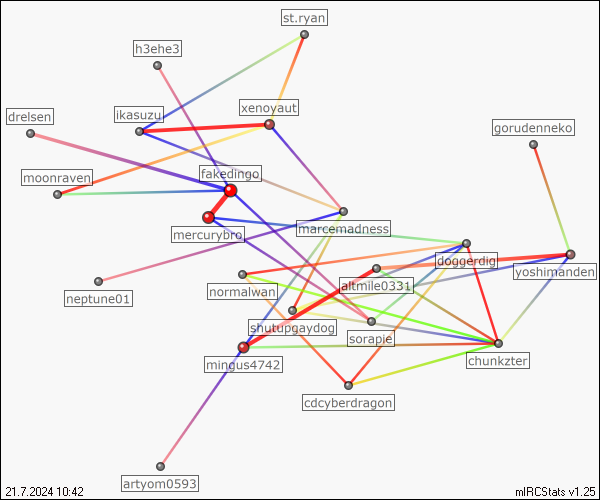 st.ryan
h3ehe3
xenoyaut
drelsen
ikasuzu
gorudenneko
fakedingo
moonraven
marcemadness
mercurybro
doggerdig
yoshimanden
altmile0331
neptune01
normalwan
shutupgaydog
sorapie
mingus4742
chunkzter
cdcyberdragon
artyom0593
21.7.2024 10:42
mIRCStats v1.25